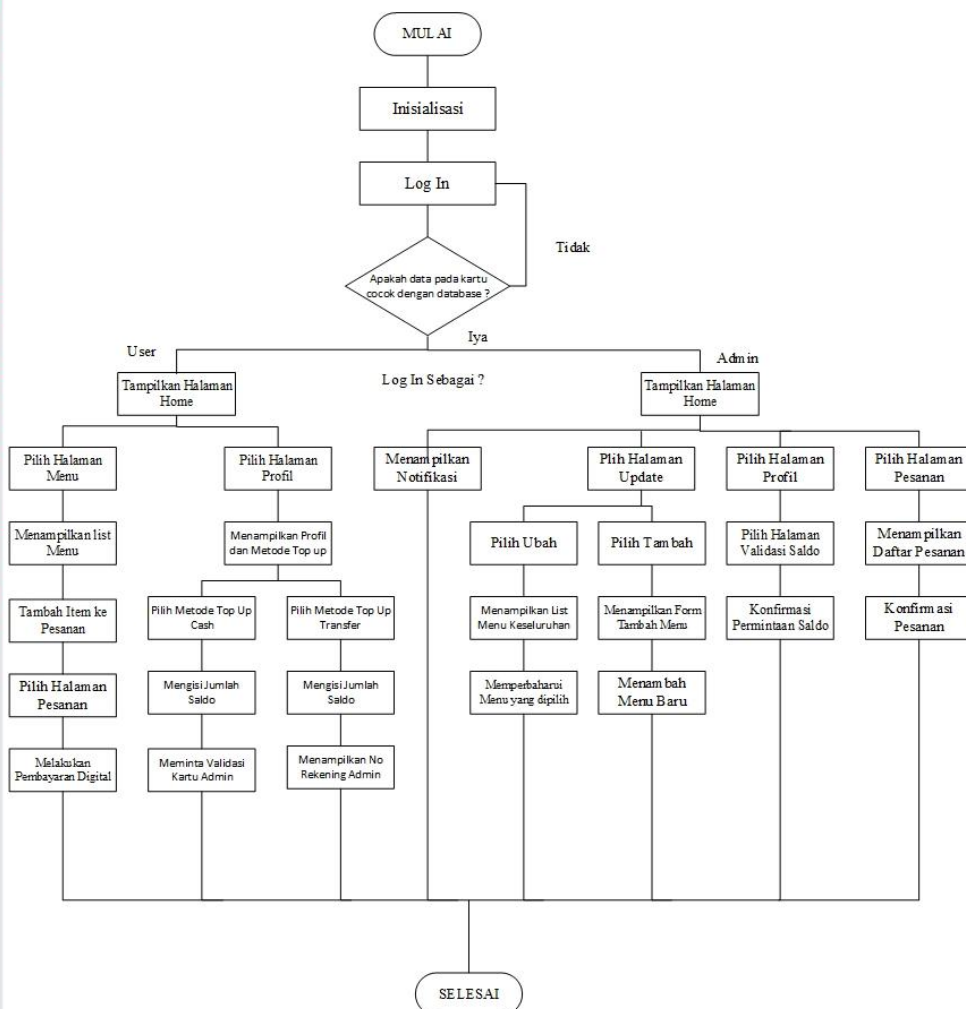 MULAI
Inisialisasi
Log In
Tidak
Apakah data pada kartu
cocok dengan database ?
Iya
User
Log In Sebagai ?
Admin
Tampilkan Halaman
Home
Tampilkan Halaman
Home
Pilih Halaman
Menu
Pilih Halaman
Profil
Menampilkan
Notifikasi
Plih Halaman
Update
Pilih Halaman
Profil
Pilih Halaman
Pesanan
Menampilkan list
Menu
Menampilkan Profil
dan Metode Top up
Pilih Ubah
Pilih Tambah
Pilih Halaman
Validasi Saldo
Menampilkan
Daftar Pesanan
Tambah Item ke
Pesanan
Pilih Metode Top Up
Cash
Pilih Metode Top Up
Transfer
Menampilkan List
Menu Keseluruhan
Menampilkan Form
Tambah Menu
Konfirmasi
Permintaan Saldo
Konfirmasi
Pesanan
Pilih Halaman
Pesanan
Mengisi Jumlah
Saldo
Mengisi Jumlah
Saldo
Memperbaharui
Menu yang dipilih
Menambah
Menu Baru
Melakukan
Pembayaran Digital
Meminta Validasi
Kartu Admin
Menampilkan No
Rekening Admin
SELESAI